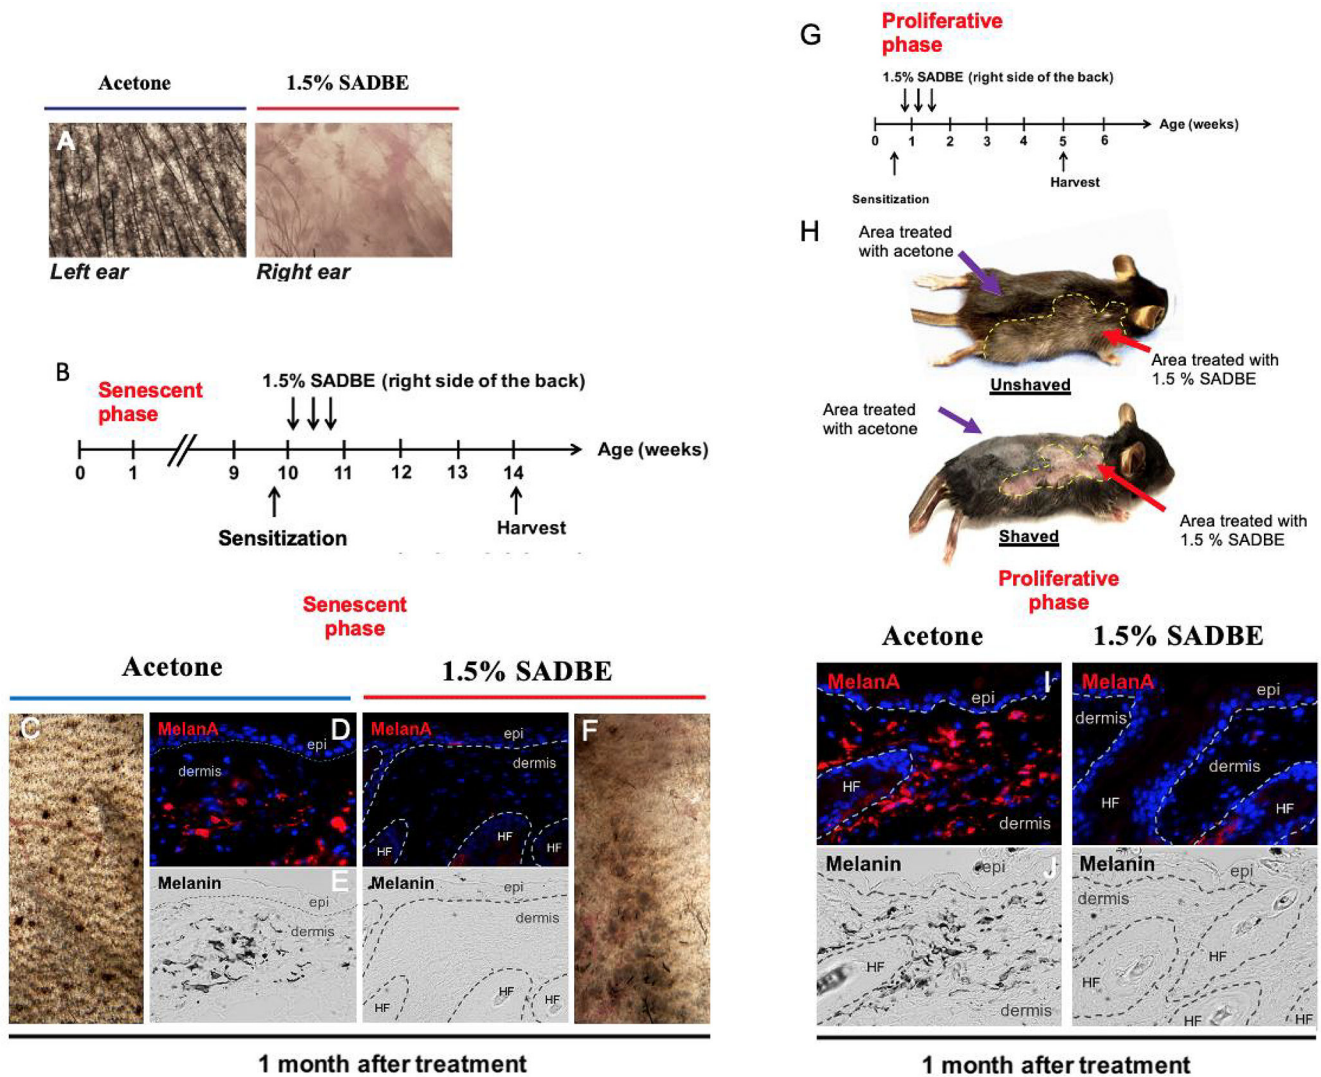 Acetone
1.5% SADBE
A
Left ear
Right ear
B
Senescent
phase
1.5% SADBE (right side of the back)
Age (weeks)
0 1 9 10 11 12 13 14
Sensitization
Harvest
Senescent
phase
Acetone
1.5% SADBE
C
MelanA
D
epi
dermis
MelanA
epi
dermis
HF
HF
HF
F
Melanin
E
epi
dermis
Melanin
epi
dermis
HF
HF
HF
1 month after treatment
G
Proliferative
phase
1.5% SADBE (right side of the back)
Age (weeks)
0 1 2 3 4 5 6
Sensitization
Harvest
H
Area treated
with acetone
Area treated with
1.5 % SADBE
Unshaved
Area treated
with acetone
Area treated with
1.5 % SADBE
Shaved
Proliferative
phase
Acetone
1.5% SADBE
MelanA
I
epi
HF
dermis
MelanA
epi
dermis
dermis
HF
HF
Melanin
epi
J
HF
dermis
Melanin
epi
dermis
HF
HF
HF
HF
1 month after treatment